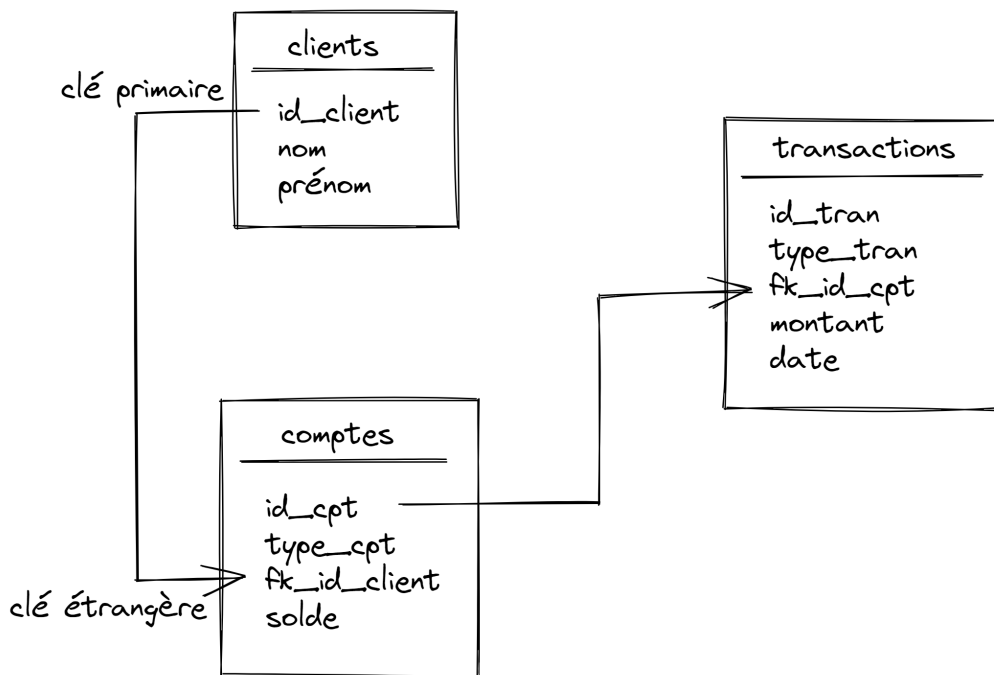 clients
clé primaire
id_client
nom
prénom
transactions
id_tran
type_tran
fk_id_cpt
montant
date
comptes
id_cpt
type_cpt
fk_id_client
clé étrangère
solde